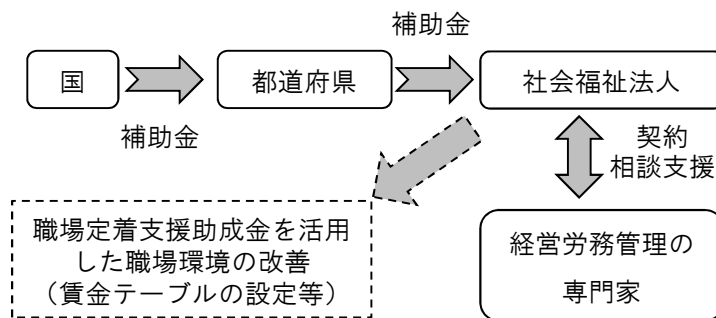 補助金
国
都道府県
社会福祉法人
補助金
契約
相談支援
職場定着支援助成金を活用
した職場環境の改善
（賃金テーブルの設定等）
経営労務管理の
専門家